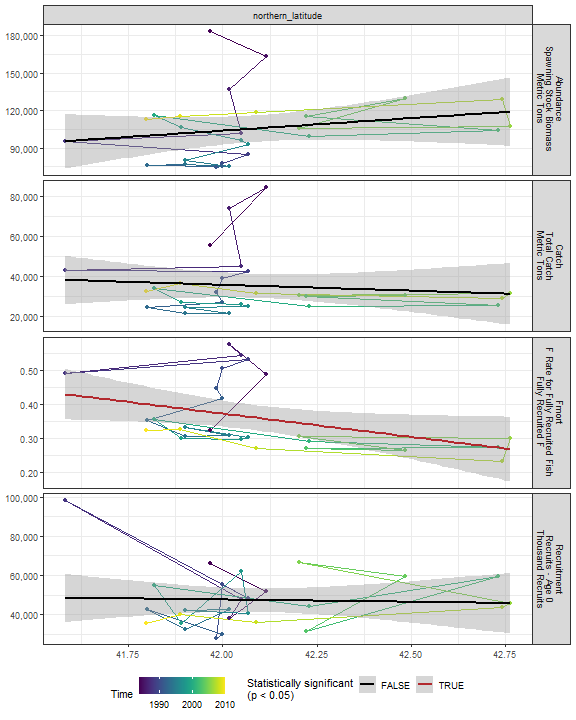 northern_latitude
180,000
150,000
120,000
90,000
Abundance
Spawning Stock Biomass
Metric Tons
80,000
60,000
40,000
20,000
Catch
Total Catch
Metric Tons
0.50
0.40
0.30
0.20
Fmort
F Rate for Fully Recruited Fish
Fully Recruited F
100,000
80,000
60,000
40,000
Recruitment
Recruits - Age 0
Thousand Recruits
41.75 42.00 42.25 42.50 42.75
Time
1990 2000 2010
Statistically significant
(p < 0.05)
FALSE TRUE